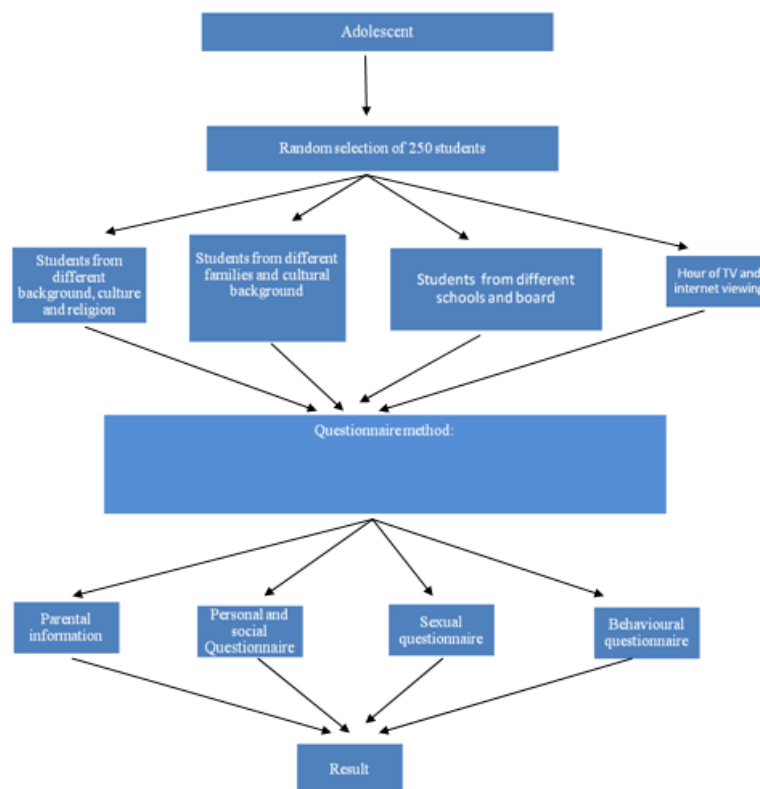 Adolescent
Random selection of 250 students
Students from
different
background, culture
and religion
Students from different
families and cultural
background
Students from different
schools and board
Hour of TV and
internet viewing
Questionnaire method:
Parental
information
Personal and
social
Questionnaire
Sexual
questionnaire
Behavioural
questionnaire
Result